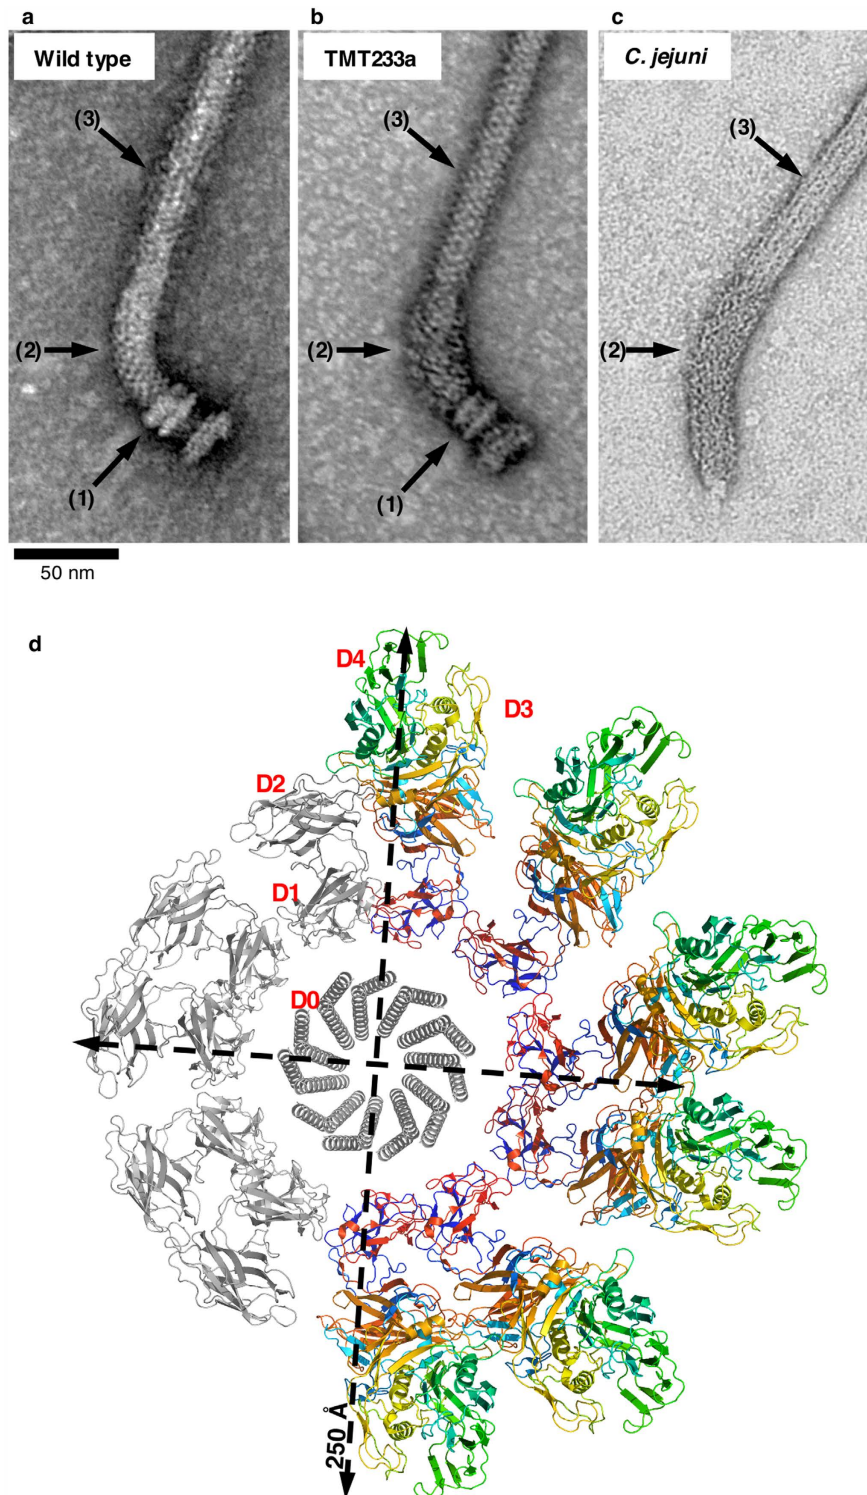 a
b
c
Wild type
TMT233a
C. jejuni
(3)
(3)
(3)
(2)
(2)
(2)
(1)
(1)
50 nm
d
D4
D3
D2
D1
D0
250 Å